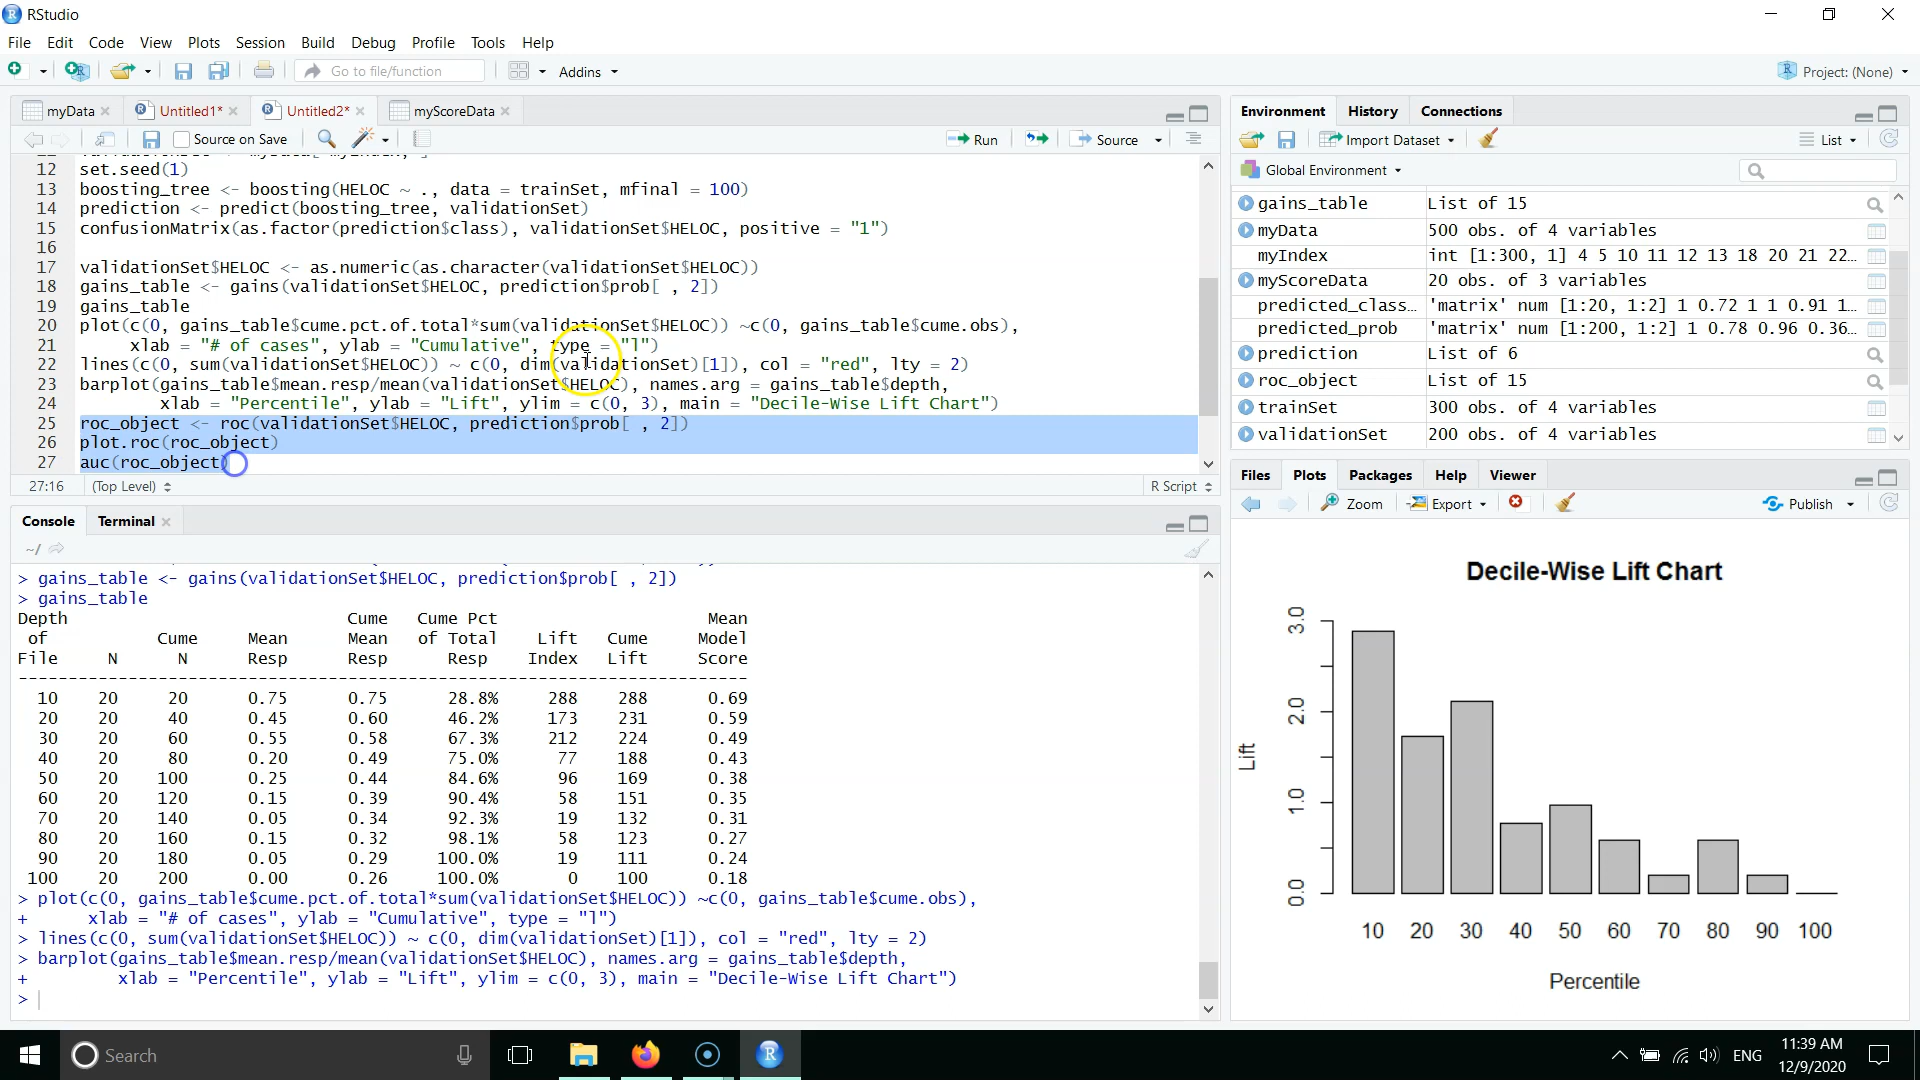 RStudio
File Edit Code View Plots Session Build Debug Profile Tools Help
Go to file/function Addins Project: (None)
myData Untitled1* Untitled2* myScoreData
Source on Save Run Source
12 set.seed(1)
13 boosting_tree <- boosting(HELOC ~ ., data = trainSet, mfinal = 100)
14 prediction <- predict(boosting_tree, validationSet)
15 confusionMatrix(as.factor(prediction$class), validationSet$HELOC, positive = "1")
16
17 validationSet$HELOC <- as.numeric(as.character(validationSet$HELOC))
18 gains_table <- gains(validationSet$HELOC, prediction$prob[ , 2])
19 gains_table
20 plot(c(0, gains_table$cume.pct.of.total*sum(validationSet$HELOC)) ~c(0, gains_table$cume.obs),
21 xlab = "# of cases", ylab = "Cumulative", type = "l")
22 lines(c(0, sum(validationSet$HELOC)) ~ c(0, dim(validationSet)[1]), col = "red", lty = 2)
23 barplot(gains_table$mean.resp/mean(validationSet$HELOC), names.arg = gains_table$depth,
24 xlab = "Percentile", ylab = "Lift", ylim = c(0, 3), main = "Decile-Wise Lift Chart")
25 roc_object <- roc(validationSet$HELOC, prediction$prob[ , 2])
26 plot.roc(roc_object)
27 auc(roc_object)
27:16 (Top Level) R Script
Console Terminal
~/
> gains_table <- gains(validationSet$HELOC, prediction$prob[ , 2])
> gains_table
Depth Cume Cume Pct Mean
of Cume Mean Mean of Total Lift Cume Model
File N N Resp Resp Resp Index Lift Score
-------------------------------------------------------------------------
10 20 20 0.75 0.75 28.8% 288 288 0.69
20 20 40 0.45 0.60 46.2% 173 231 0.59
30 20 60 0.55 0.58 67.3% 212 224 0.49
40 20 80 0.20 0.49 75.0% 77 188 0.43
50 20 100 0.25 0.44 84.6% 96 169 0.38
60 20 120 0.15 0.39 90.4% 58 151 0.35
70 20 140 0.05 0.34 92.3% 19 132 0.31
80 20 160 0.15 0.32 98.1% 58 123 0.27
90 20 180 0.05 0.29 100.0% 19 111 0.24
100 20 200 0.00 0.26 100.0% 0 100 0.18
> plot(c(0, gains_table$cume.pct.of.total*sum(validationSet$HELOC)) ~c(0, gains_table$cume.obs),
+ xlab = "# of cases", ylab = "Cumulative", type = "l")
> lines(c(0, sum(validationSet$HELOC)) ~ c(0, dim(validationSet)[1]), col = "red", lty = 2)
> barplot(gains_table$mean.resp/mean(validationSet$HELOC), names.arg = gains_table$depth,
+ xlab = "Percentile", ylab = "Lift", ylim = c(0, 3), main = "Decile-Wise Lift Chart")
>
Environment History Connections
Import Dataset List
Global Environment
gains_table List of 15
myData 500 obs. of 4 variables
myIndex int [1:300, 1] 4 5 10 11 12 13 18 20 21 22…
myScoreData 20 obs. of 3 variables
predicted_class… 'matrix' num [1:20, 1:2] 1 0.72 1 1 0.91 1…
predicted_prob 'matrix' num [1:200, 1:2] 1 0.78 0.96 0.36…
prediction List of 6
roc_object List of 15
trainSet 300 obs. of 4 variables
validationSet 200 obs. of 4 variables
Files Plots Packages Help Viewer
Zoom Export Publish
Decile-Wise Lift Chart
3.0
2.0
1.0
0.0
Lift
10 20 30 40 50 60 70 80 90 100
Percentile
Search
ENG
11:39 AM
12/9/2020